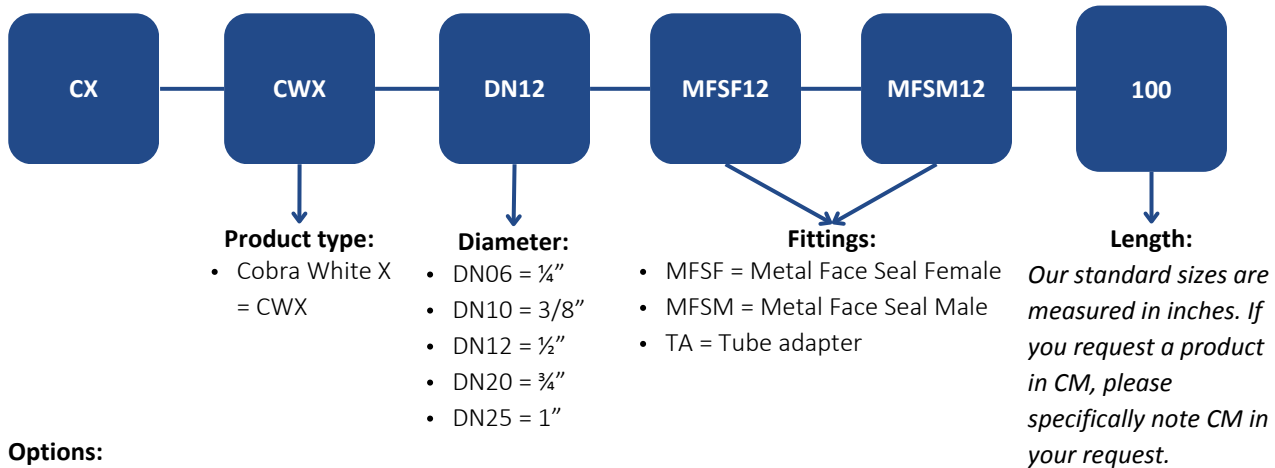 CX
CWX
DN12
MFSF12
MFSM12
100
Product type:
• Cobra White X
= CWX
Diameter:
• DN06 = ¼”
• DN10 = 3/8”
• DN12 = ½”
• DN20 = ¾”
• DN25 = 1”
Fittings:
• MFSF = Metal Face Seal Female
• MFSM = Metal Face Seal Male
• TA = Tube adapter
Length:
Our standard sizes are
measured in inches. If
you request a product
in CM, please
specifically note CM in
your request.
Options: